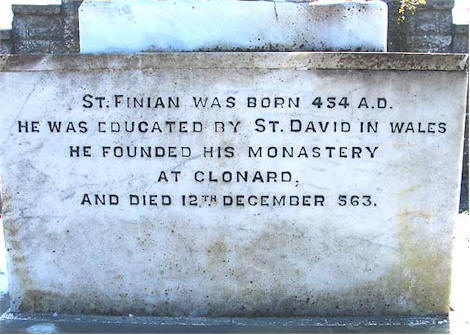 ST. FINIAN WAS BORN 454 A.D.
HE WAS EDUCATED BY ST. DAVID IN WALES
HE FOUNDED HIS MONASTERY
AT CLONARD,
AND DIED 12TH DECEMBER 563.